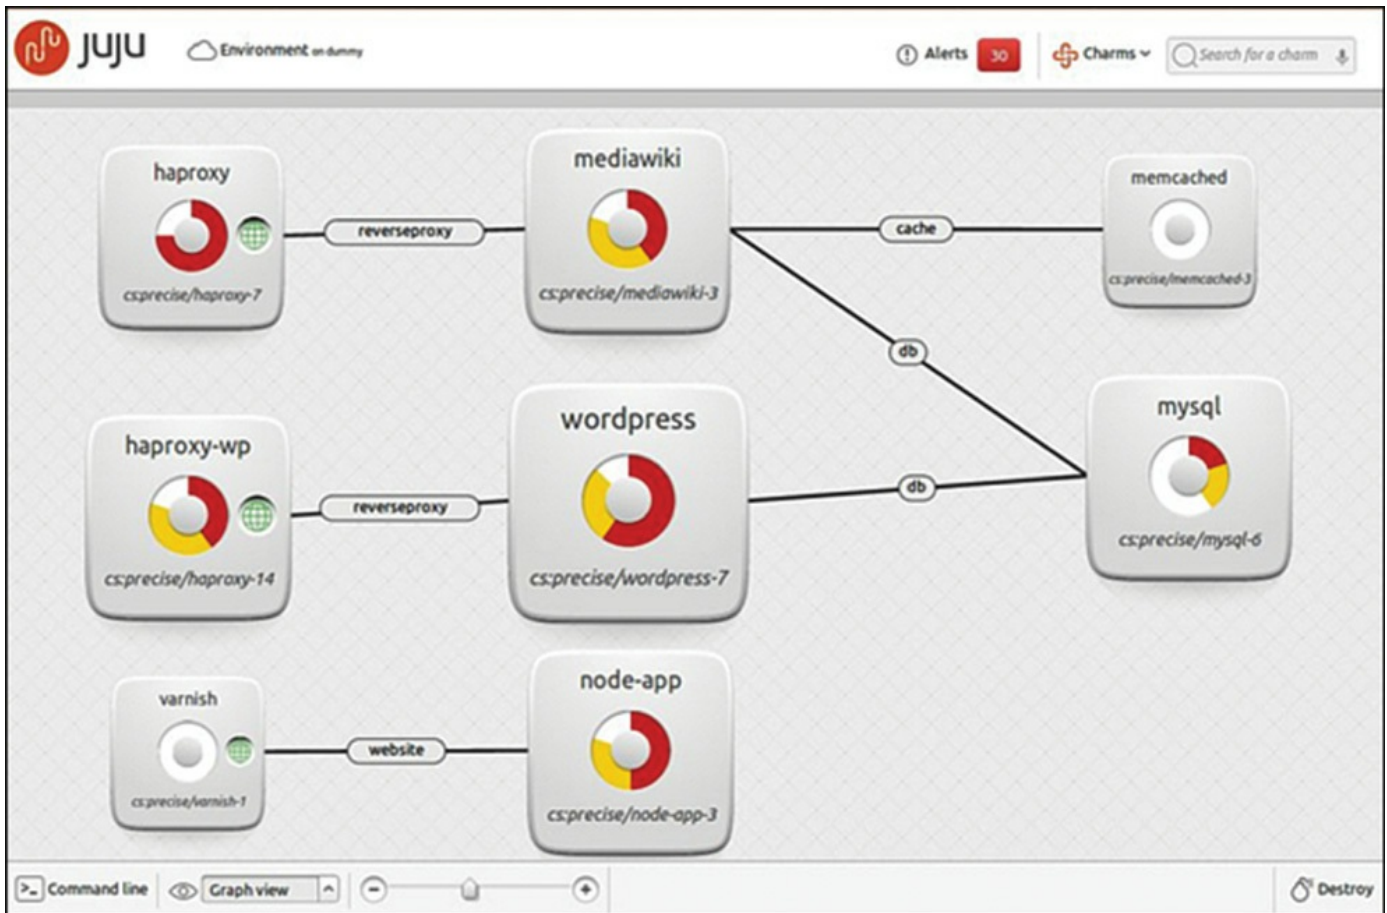 juju
Environment on dummy
Alerts 30
Charms
Search for a charm
haproxy
cs:precise/haproxy-7
reverseproxy
mediawiki
cs:precise/mediawiki-3
cache
memcached
cs:precise/memcached-3
db
haproxy-wp
cs:precise/haproxy-14
reverseproxy
wordpress
cs:precise/wordpress-7
db
mysql
cs:precise/mysql-6
varnish
cs:precise/varnish-1
website
node-app
cs:precise/node-app-3
>_ Command line
Graph view
Destroy